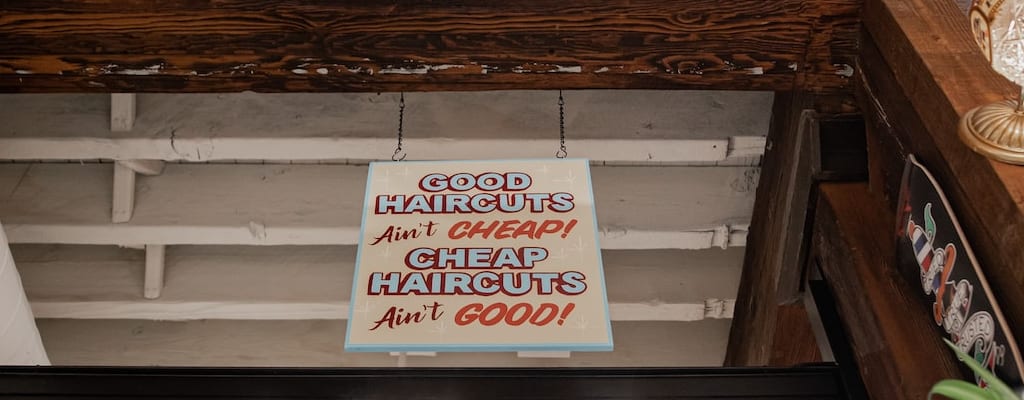 GOOD
HAIRCUTS
Ain't CHEAP!
CHEAP
HAIRCUTS
Ain't GOOD!